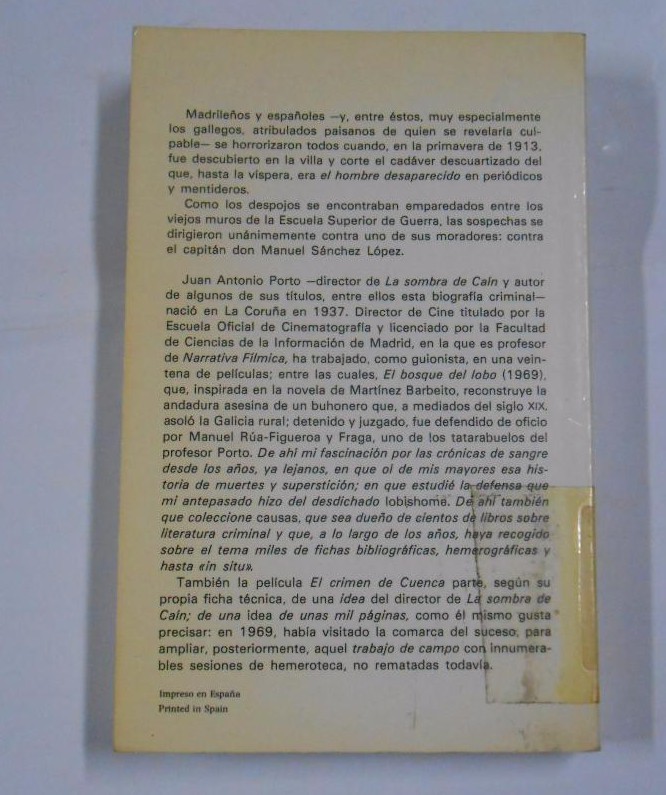 Madrileños y españoles —y, entre éstos, muy especialmente
los gallegos, atribulados paisanos de quien se revelaría cul-
pable— se horrorizaron todos cuando, en la primavera de 1913,
fue descubierto en la villa y corte el cadáver descuartizado del
que, hasta la víspera, era el hombre desaparecido en periódicos
y mentideros.
Como los despojos se encontraban emparedados entre los
viejos muros de la Escuela Superior de Guerra, las sospechas se
dirigieron unánimemente contra uno de sus moradores: contra
el capitán don Manuel Sánchez López.
Juan Antonio Porto —director de La sombra de Caín y autor
de algunos de sus títulos, entre ellos esta biografía criminal—
nació en La Coruña en 1937. Director de Cine titulado por la
Escuela Oficial de Cinematografía y licenciado por la Facultad
de Ciencias de la Información de Madrid, en la que es profesor
de Narrativa Fílmica, ha trabajado, como guionista, en una vein-
tena de películas; entre las cuales, El bosque del lobo (1969),
que, inspirada en la novela de Martínez Barbeito, reconstruye la
andadura asesina de un buhonero que, a mediados del siglo XIX,
asoló la Galicia rural; detenido y juzgado, fue defendido de oficio
por Manuel Rúa-Figueroa y Fraga, uno de los tatarabuelos del
profesor Porto. De ahí mi fascinación por las crónicas de sangre
desde los años, ya lejanos, en que oí de mis mayores esa his-
toria de muertes y superstición; en que estudié la defensa que
mi antepasado hizo del desdichado lobishome. De ahí también
que coleccione causas, que sea dueño de cientos de libros sobre
literatura criminal y que, a lo largo de los años, haya recogido
sobre el tema miles de fichas bibliográficas, hemerográficas y
hasta «in situ».
También la película El crimen de Cuenca parte, según su
propia ficha técnica, de una idea del director de La sombra de
Caín; de una idea de unas mil páginas, como él mismo gusta
precisar: en 1969, había visitado la comarca del suceso, para
ampliar, posteriormente, aquel trabajo de campo con innumera-
bles sesiones de hemeroteca, no rematadas todavía.
Impreso en España
Printed in Spain